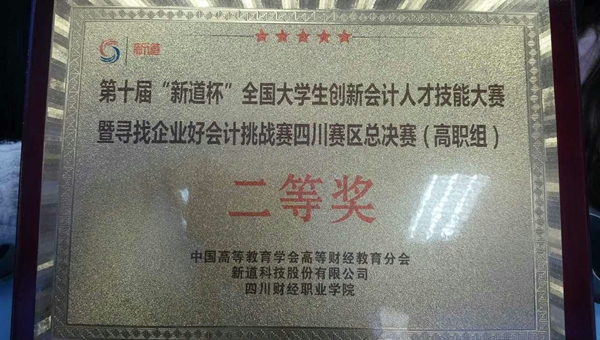 新道
第十届“新道杯”全国大学生创新会计人才技能大赛
暨寻找企业好会计挑战赛四川赛区总决赛（高职组）
二等奖
中国高等教育学会高等财经教育分会
新道科技股份有限公司
四川财经职业学院